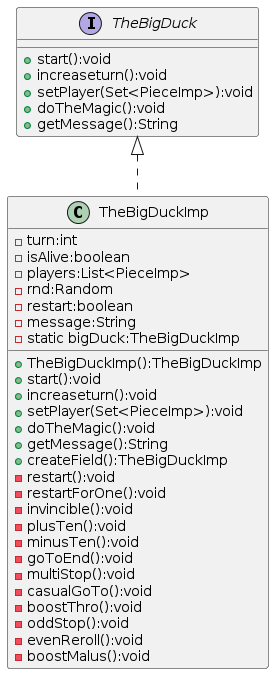 I TheBigDuck
start():void
increaseturn():void
setPlayer(Set<PieceImp>):void
doTheMagic():void
getMessage():String
C TheBigDuckImp
turn:int
isAlive:boolean
players:List<PieceImp>
rnd:Random
restart:boolean
message:String
static bigDuck:TheBigDuckImp
TheBigDuckImp():TheBigDuckImp
start():void
increaseturn():void
setPlayer(Set<PieceImp>):void
doTheMagic():void
getMessage():String
createField():TheBigDuckImp
restart():void
restartForOne():void
invincible():void
plusTen():void
minusTen():void
goToEnd():void
multiStop():void
casualGoTo():void
boostThro():void
oddStop():void
evenReroll():void
boostMalus():void